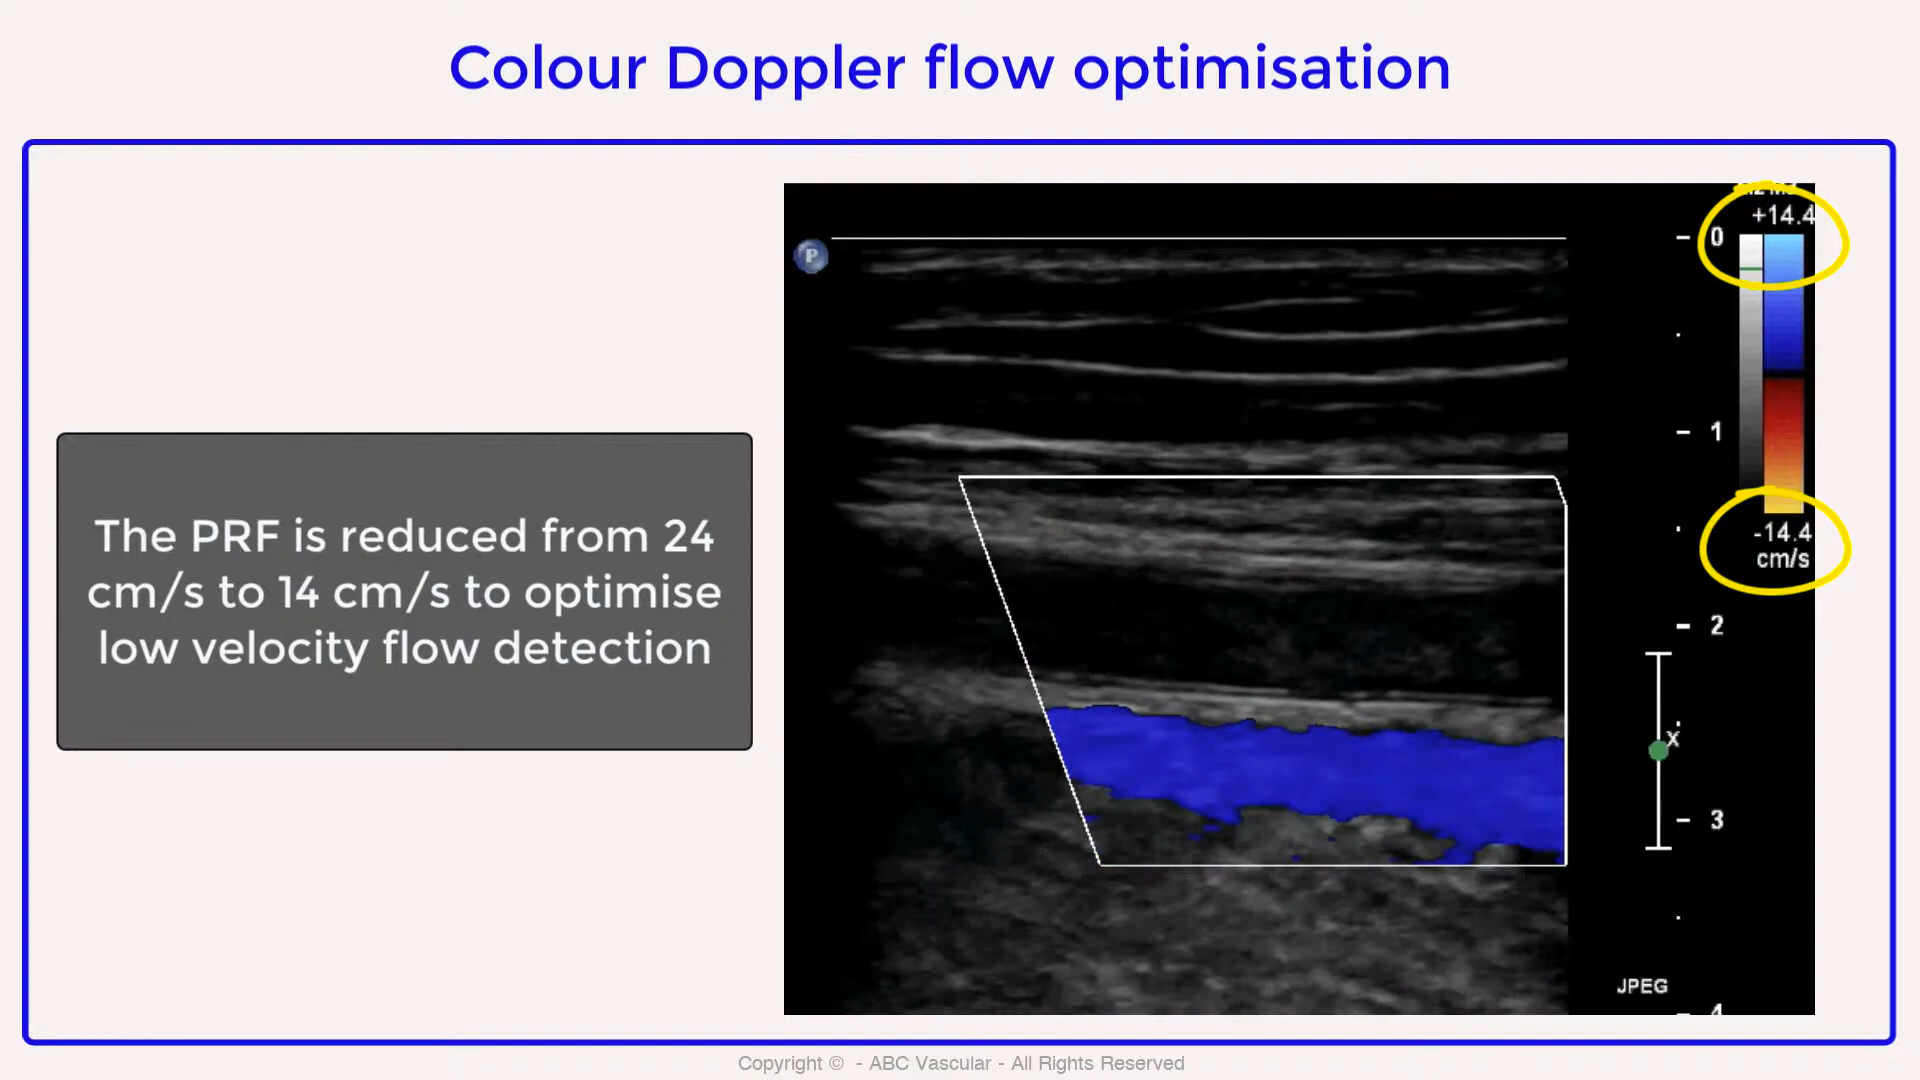 Colour Doppler flow optimisation
The PRF is reduced from 24
cm/s to 14 cm/s to optimise
low velocity flow detection
P
+14.4
0
1
-14.4
cm/s
2
X
3
JPEG
4
Copyright © - ABC Vascular - All Rights Reserved